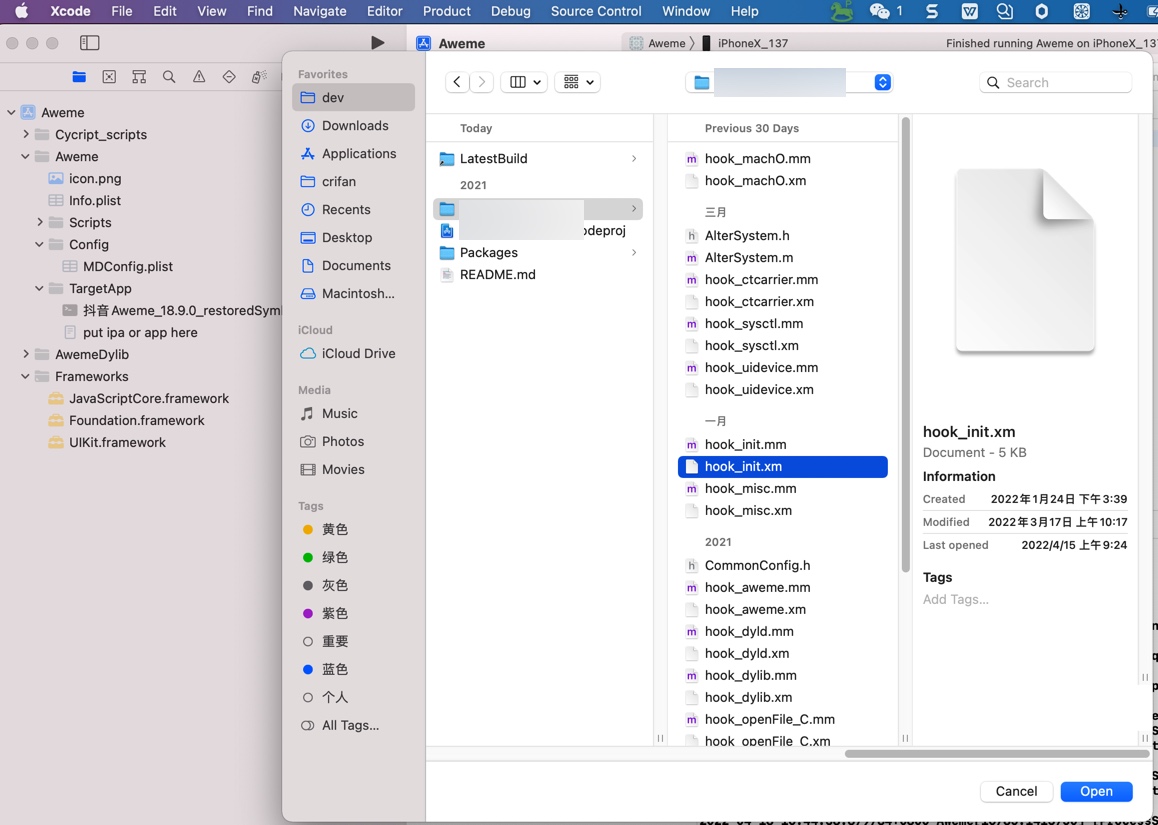 Xcode File Edit View Find Navigate Editor Product Debug Source Control Window Help 1
Aweme
Aweme iPhoneX_137
Finished running Aweme on iPhoneX_137
Aweme
Cycript_scripts
Aweme
icon.png
Info.plist
Scripts
Config
MDConfig.plist
TargetApp
抖音Aweme_18.9.0_restoredSym
put ipa or app here
AwemeDylib
Frameworks
JavaScriptCore.framework
Foundation.framework
UIKit.framework
Favorites
dev
Downloads
Applications
crifan
Recents
Desktop
Documents
Macintosh...
iCloud
iCloud Drive
Media
Music
Photos
Movies
Tags
黄色
绿色
灰色
紫色
重要
蓝色
个人
All Tags...
Search
Today
LatestBuild
2021
odeproj
Packages
README.md
Previous 30 Days
hook_machO.mm
hook_machO.xm
三月
AlterSystem.h
AlterSystem.m
hook_ctcarrier.mm
hook_ctcarrier.xm
hook_sysctl.mm
hook_sysctl.xm
hook_uidevice.mm
hook_uidevice.xm
一月
hook_init.mm
hook_init.xm
hook_misc.mm
hook_misc.xm
2021
CommonConfig.h
hook_aweme.mm
hook_aweme.xm
hook_dyld.mm
hook_dyld.xm
hook_dylib.mm
hook_dylib.xm
hook_openFile_C.mm
hook_openFile_C.xm
hook_init.xm
Document - 5 KB
Information
Created 2022年1月24日 下午3:39
Modified 2022年3月17日 上午10:17
Last opened 2022/4/15 上午9:24
Tags
Add Tags...
Cancel
Open